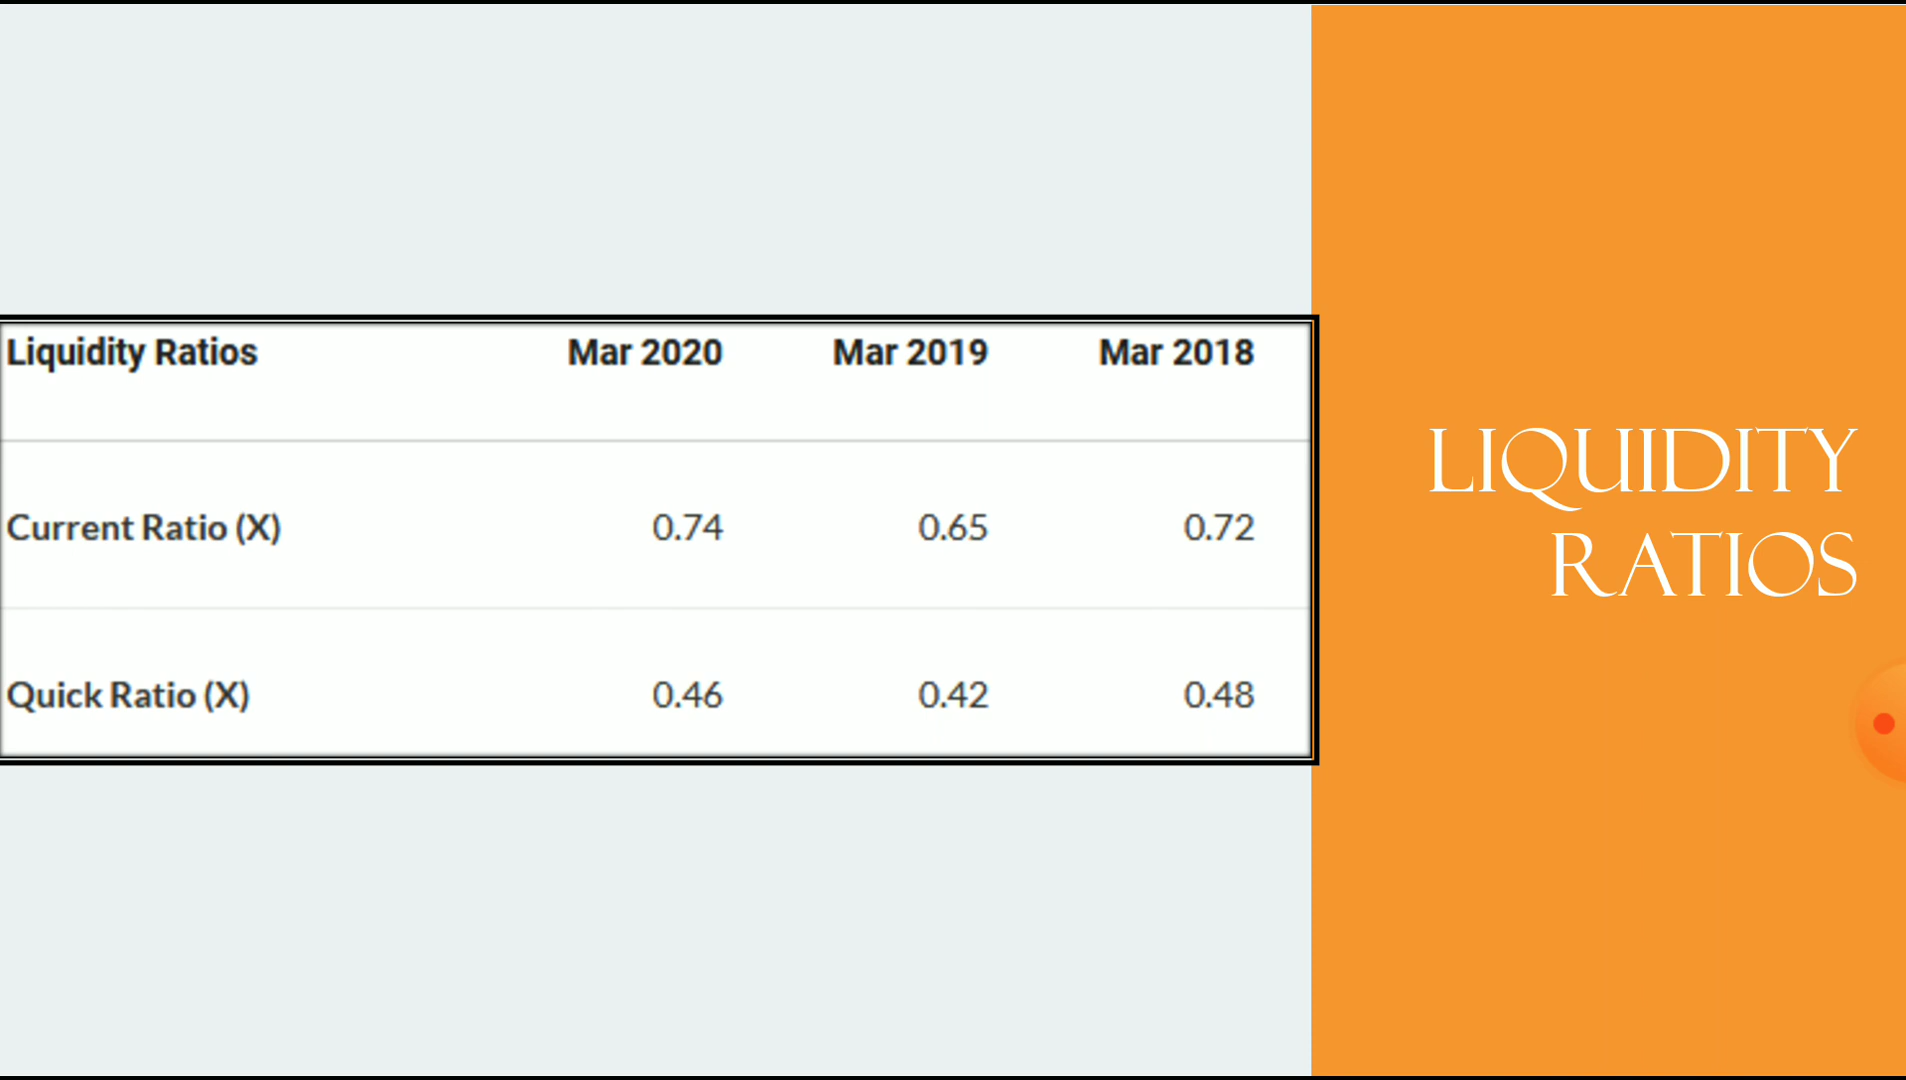 Liquidity Ratios Mar 2020 Mar 2019 Mar 2018
Current Ratio (X) 0.74 0.65 0.72
Quick Ratio (X) 0.46 0.42 0.48
LIQUIDITY
RATIOS